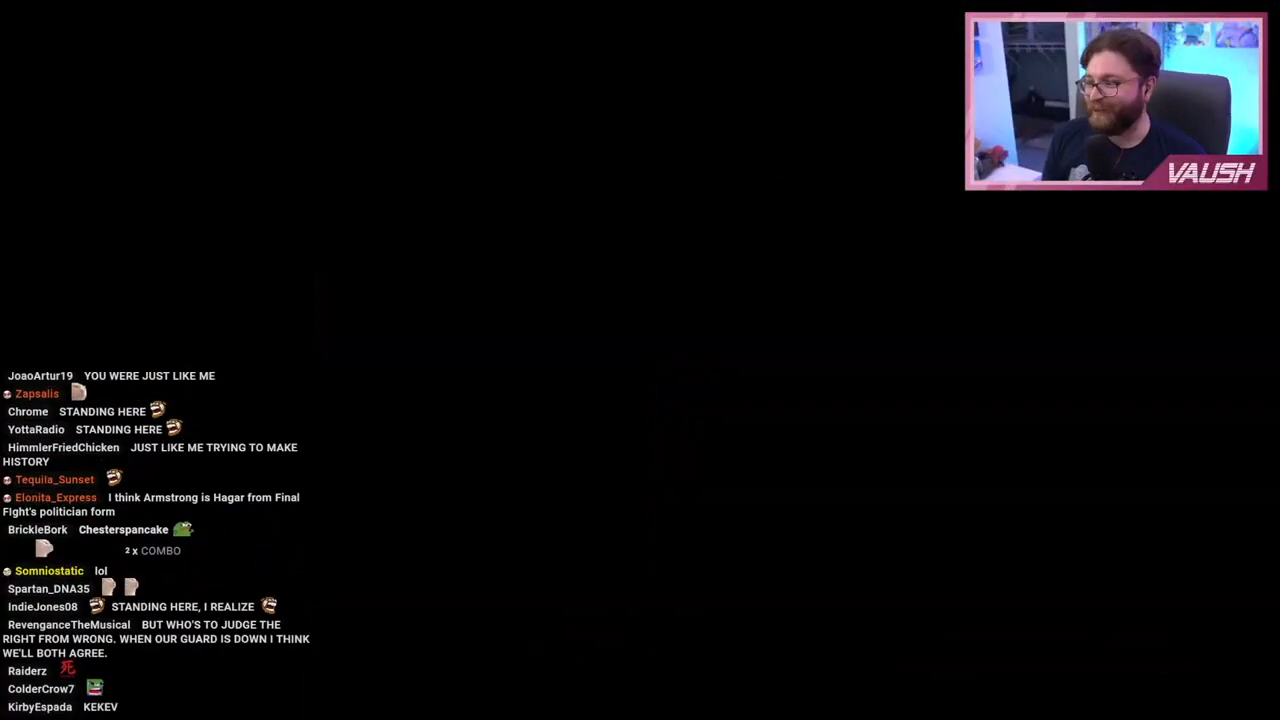 VAUSH
JoaoArtur19 YOU WERE JUST LIKE ME
Zapsalis
Chrome STANDING HERE
YottaRadio STANDING HERE
HimmlerFriedChicken JUST LIKE ME TRYING TO MAKE
HISTORY
Tequila_Sunset
Elonita_Express I think Armstrong is Hagar from Final
Fight's politician form
BrickleBork Chesterspancake
2 x COMBO
Somniostatic lol
Spartan_DNA35
IndieJones08 STANDING HERE, I REALIZE
RevenganceTheMusical BUT WHO'S TO JUDGE THE
RIGHT FROM WRONG. WHEN OUR GUARD IS DOWN I THINK
WE'LL BOTH AGREE.
Raiderz 死
ColderCrow7
KirbyEspada KEKEV